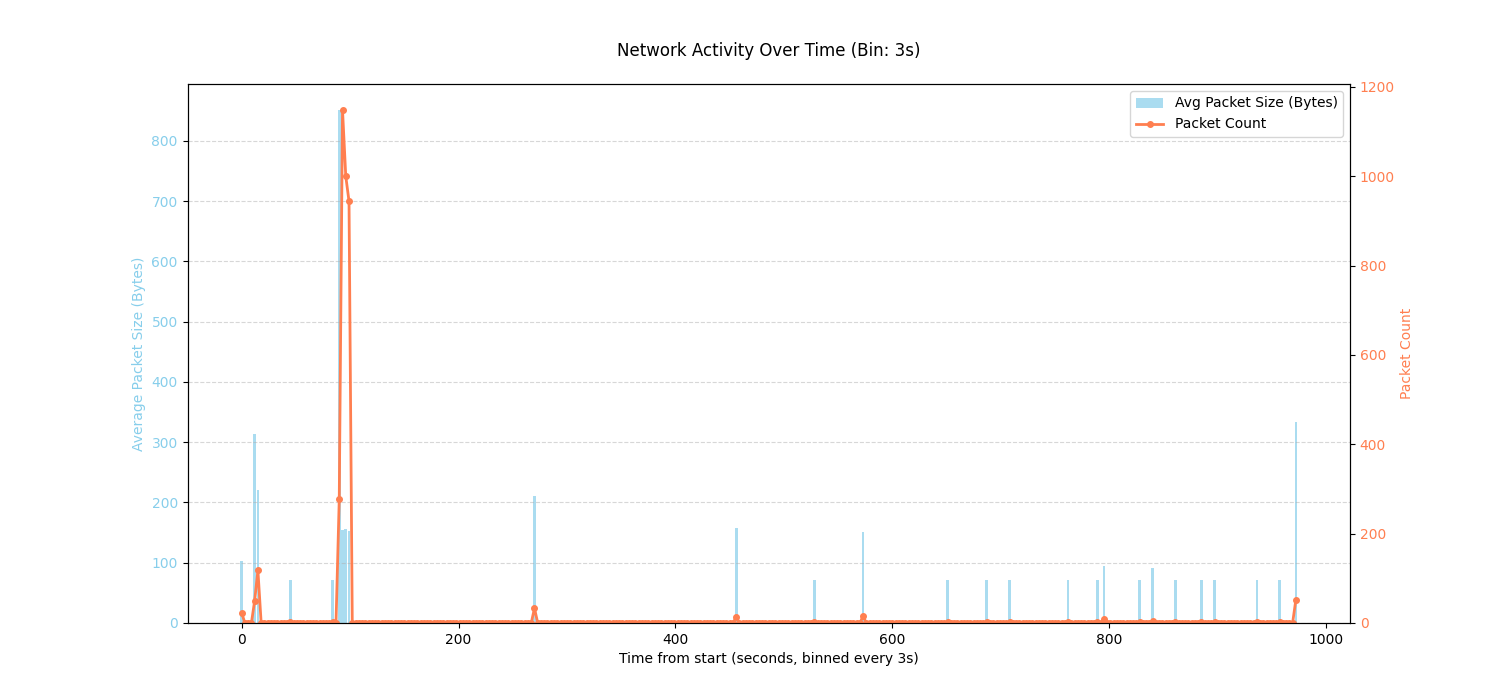 Network Activity Over Time (Bin: 3s)
Avg Packet Size (Bytes)
Packet Count
Average Packet Size (Bytes)
800
700
600
500
400
300
200
100
0
1200
1000
800
600
400
200
0
Packet Count
0 200 400 600 800 1000
Time from start (seconds, binned every 3s)